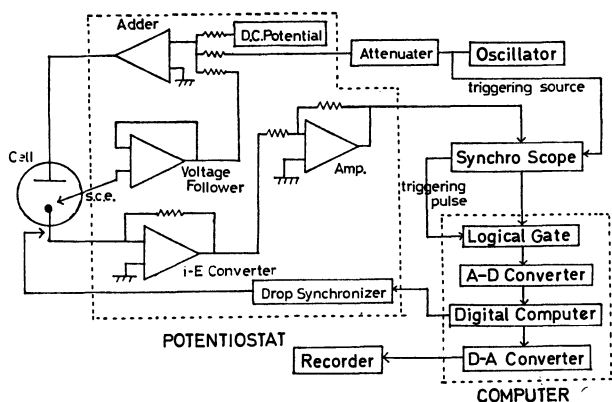 Adder
D.C.Potential
Attenuater
Oscillator
triggering source
Cell
s.c.e.
Voltage
Follower
Amp.
Synchro Scope
triggering
pulse
i-E Converter
Logical Gate
A-D Converter
Drop Synchronizer
Digital Computer
POTENTIOSTAT
Recorder
D-A Converter
COMPUTER